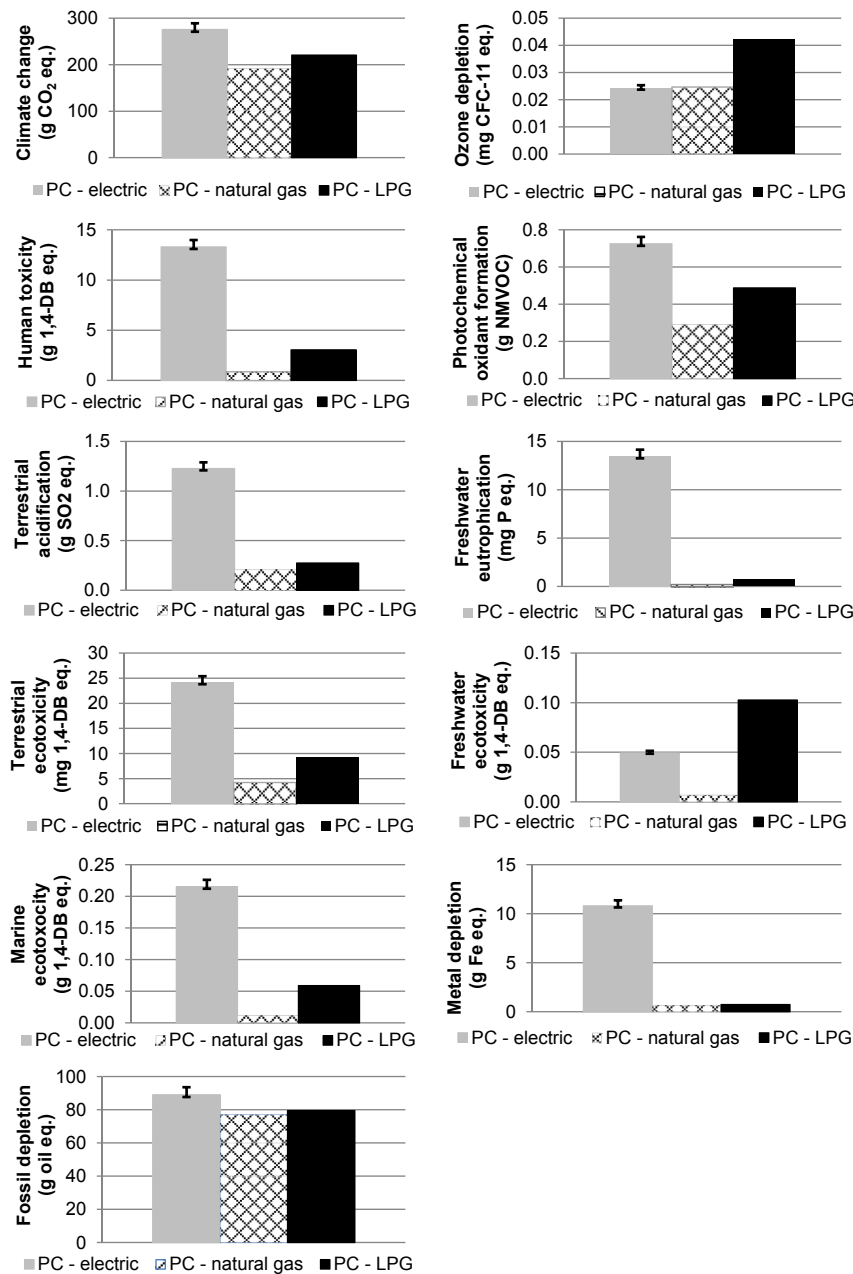 Climate change
(g CO₂ eq.)
300
200
100
0
PC - electric PC - natural gas PC - LPG
Ozone depletion
(mg CFC-11 eq.)
0.05
0.04
0.03
0.02
0.01
0.00
PC - electric PC - natural gas PC - LPG
Human toxicity
(g 1,4-DB eq.)
15
10
5
0
PC - electric PC - natural gas PC - LPG
Photochemical
oxidant formation
(g NMVOC)
0.8
0.6
0.4
0.2
0.0
PC - electric PC - natural gas PC - LPG
Terrestrial
acidification
(g SO2 eq.)
1.5
1.0
0.5
0.0
PC - electric PC - natural gas PC - LPG
Freshwater
eutrophication
(mg P eq.)
15
10
5
0
PC - electric PC - natural gas PC - LPG
Terrestrial
ecotoxicity
(mg 1,4-DB eq.)
30
25
20
15
10
5
0
PC - electric PC - natural gas PC - LPG
Freshwater
ecotoxicity
(g 1,4-DB eq.)
0.15
0.10
0.05
0.00
PC - electric PC - natural gas PC - LPG
Marine
ecotoxocity
(g 1,4-DB eq.)
0.25
0.20
0.15
0.10
0.05
0.00
PC - electric PC - natural gas PC - LPG
Metal depletion
(g Fe eq.)
15
10
5
0
PC - electric PC - natural gas PC - LPG
Fossil depletion
(g oil eq.)
100
80
60
40
20
0
PC - electric PC - natural gas PC - LPG